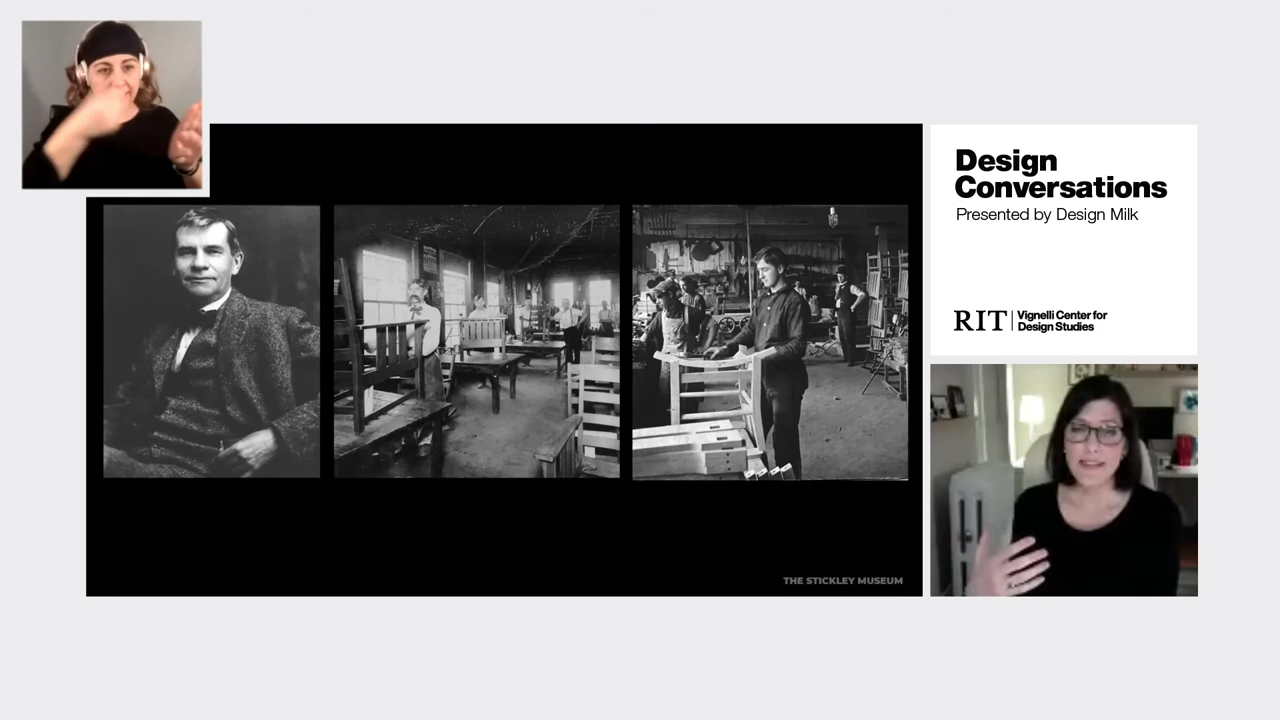 Design
Conversations
Presented by Design Milk
RIT | Vignelli Center for
Design Studies
THE STICKLEY MUSEUM